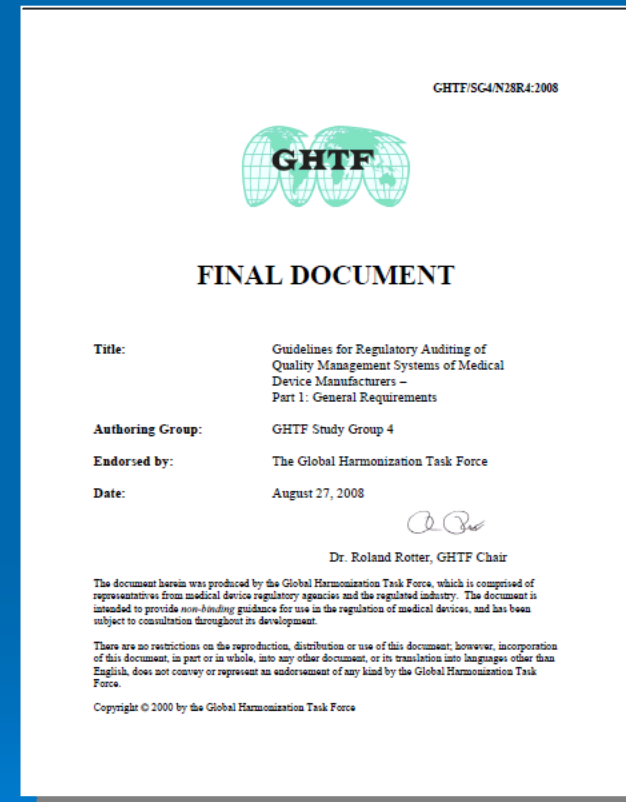 GHTF/SG4/N28R4:2008
GHTF
FINAL DOCUMENT
Title: Guidelines for Regulatory Auditing of
Quality Management Systems of Medical
Device Manufacturers –
Part 1: General Requirements
Authoring Group: GHTF Study Group 4
Endorsed by: The Global Harmonization Task Force
Date: August 27, 2008
Dr. Roland Rotter, GHTF Chair
The document herein was produced by the Global Harmonization Task Force, which is comprised of
representatives from medical device regulatory agencies and the regulated industry. The document is
intended to provide non-binding guidance for use in the regulation of medical devices, and has been
subject to consultation throughout its development.
There are no restrictions on the reproduction, distribution or use of this document; however, incorporation
of this document, in part or in whole, into any other document, or its translation into languages other than
English, does not convey or represent an endorsement of any kind by the Global Harmonization Task
Force.
Copyright © 2000 by the Global Harmonization Task Force